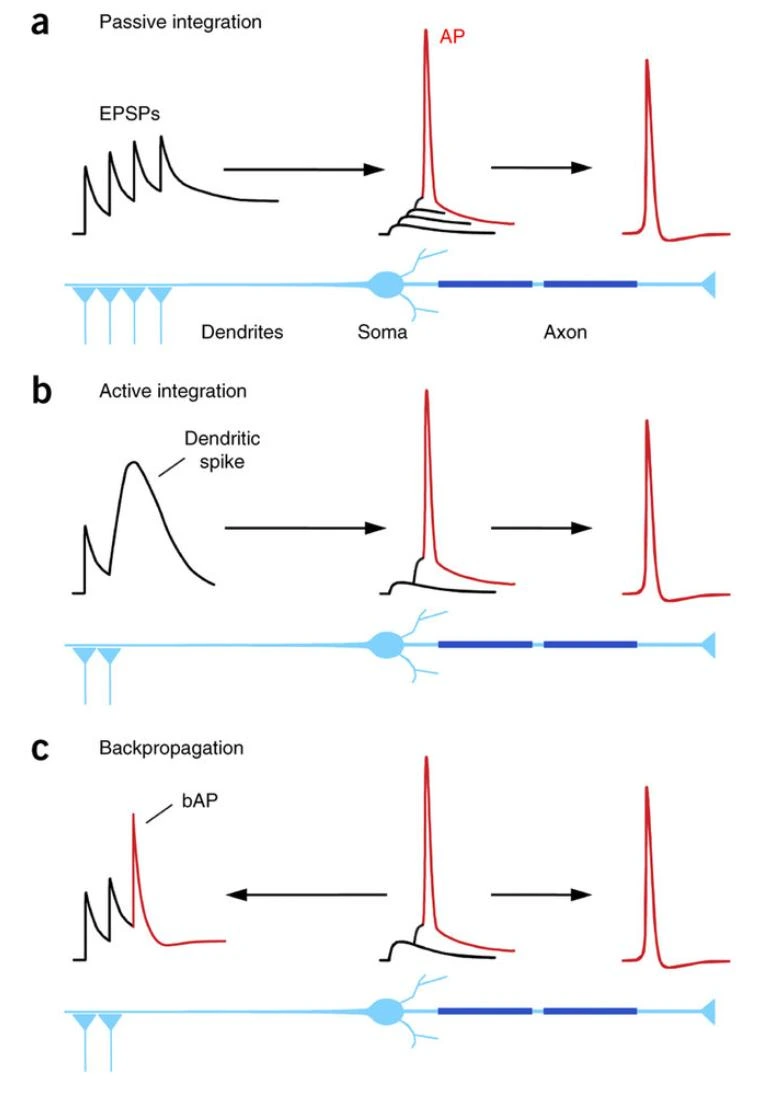 a
Passive integration
AP
EPSPs
Dendrites
Soma
Axon
b
Active integration
Dendritic
spike
c
Backpropagation
bAP